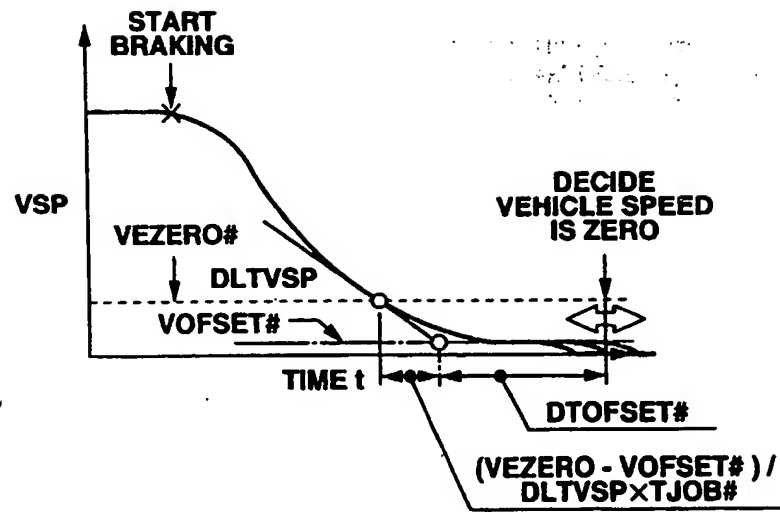 START
BRAKING
VSP
DECIDE
VEHICLE SPEED
IS ZERO
VEZERO#
DLTVSP
VOFSET#
TIME t
DTOFSET#
(VEZERO - VOFSET# ) /
DLTVSP×TJOB#